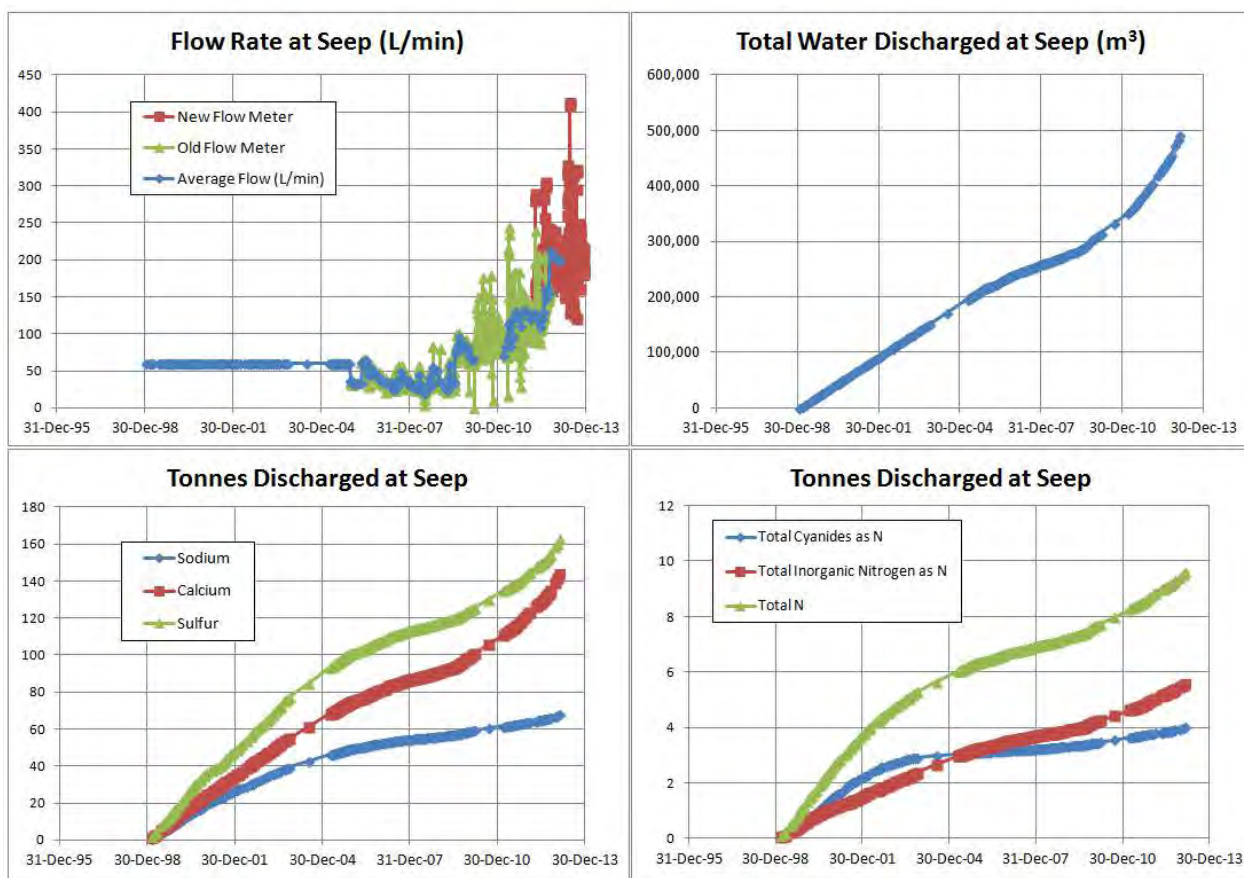 Flow Rate at Seep (L/min)
450
400
350
300
250
200
150
100
50
0
New Flow Meter
Old Flow Meter
Average Flow (L/min)
31-Dec-95 30-Dec-98 30-Dec-01 30-Dec-04 31-Dec-07 30-Dec-10 30-Dec-13
Total Water Discharged at Seep (m³)
600,000
500,000
400,000
300,000
200,000
100,000
0
31-Dec-95 30-Dec-98 30-Dec-01 30-Dec-04 31-Dec-07 30-Dec-10 30-Dec-13
Tonnes Discharged at Seep
180
160
140
120
100
80
60
40
20
0
Sodium
Calcium
Sulfur
31-Dec-95 30-Dec-98 30-Dec-01 30-Dec-04 31-Dec-07 30-Dec-10 30-Dec-13
Tonnes Discharged at Seep
12
10
8
6
4
2
0
Total Cyanides as N
Total Inorganic Nitrogen as N
Total N
31-Dec-95 30-Dec-98 30-Dec-01 30-Dec-04 31-Dec-07 30-Dec-10 30-Dec-13